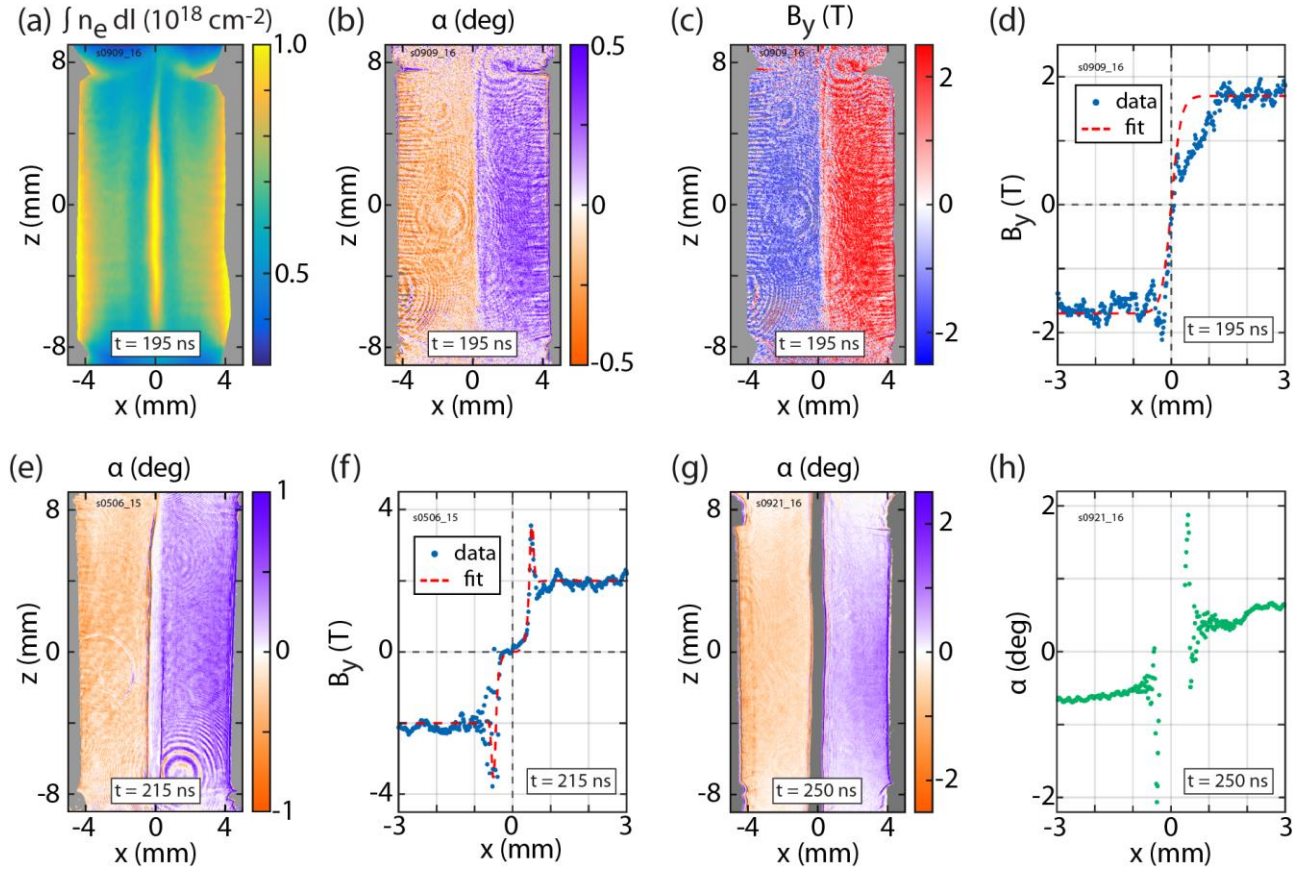 (a) ∫ n_e dl (10^18 cm^-2)
s0909_16
1.0
0.5
8
0
-8
z (mm)
-4 0 4
x (mm)
t = 195 ns
(b) α (deg)
s0909_16
0.5
0
-0.5
8
0
-8
z (mm)
-4 0 4
x (mm)
t = 195 ns
(c) B_y (T)
s0909_16
2
0
2
8
0
-8
z (mm)
-4 0 4
x (mm)
t = 195 ns
(d)
s0909_16
data
fit
2
0
-2
B_y (T)
-3 0 3
x (mm)
t = 195 ns
(e) α (deg)
s0506_15
1
0
-1
8
0
-8
z (mm)
-4 0 4
x (mm)
t = 215 ns
(f)
s0506_15
data
fit
4
0
-4
B_y (T)
-3 0 3
x (mm)
t = 215 ns
(g) α (deg)
s0921_16
2
0
-2
8
0
-8
z (mm)
-4 0 4
x (mm)
t = 250 ns
(h)
s0921_16
2
0
-2
α (deg)
-3 0 3
x (mm)
t = 250 ns